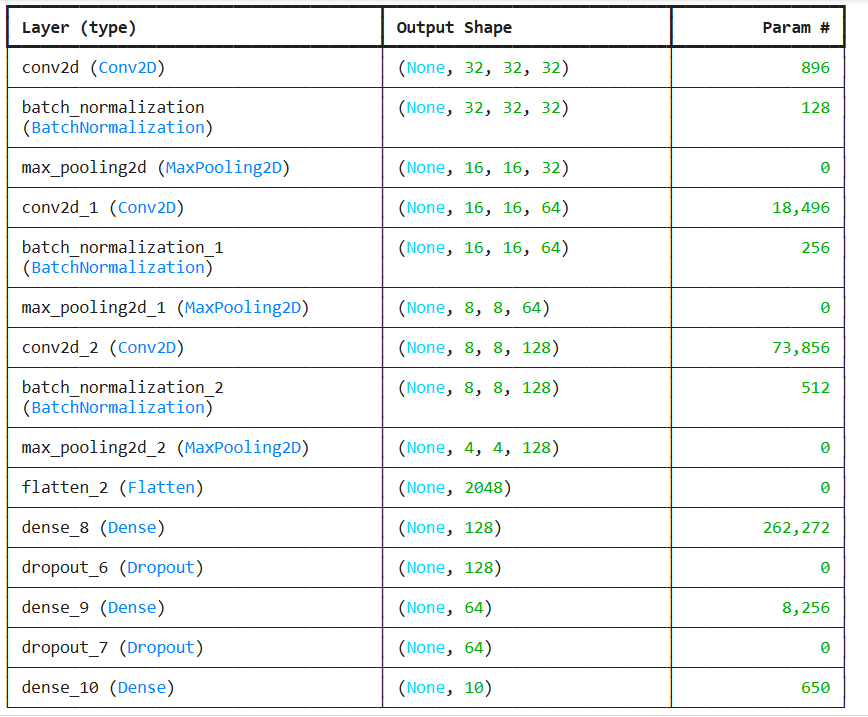 Layer (type) Output Shape Param #
conv2d (Conv2D) (None, 32, 32, 32) 896
batch_normalization (None, 32, 32, 32) 128
(BatchNormalization)
max_pooling2d (MaxPooling2D) (None, 16, 16, 32) 0
conv2d_1 (Conv2D) (None, 16, 16, 64) 18,496
batch_normalization_1 (None, 16, 16, 64) 256
(BatchNormalization)
max_pooling2d_1 (MaxPooling2D) (None, 8, 8, 64) 0
conv2d_2 (Conv2D) (None, 8, 8, 128) 73,856
batch_normalization_2 (None, 8, 8, 128) 512
(BatchNormalization)
max_pooling2d_2 (MaxPooling2D) (None, 4, 4, 128) 0
flatten_2 (Flatten) (None, 2048) 0
dense_8 (Dense) (None, 128) 262,272
dropout_6 (Dropout) (None, 128) 0
dense_9 (Dense) (None, 64) 8,256
dropout_7 (Dropout) (None, 64) 0
dense_10 (Dense) (None, 10) 650